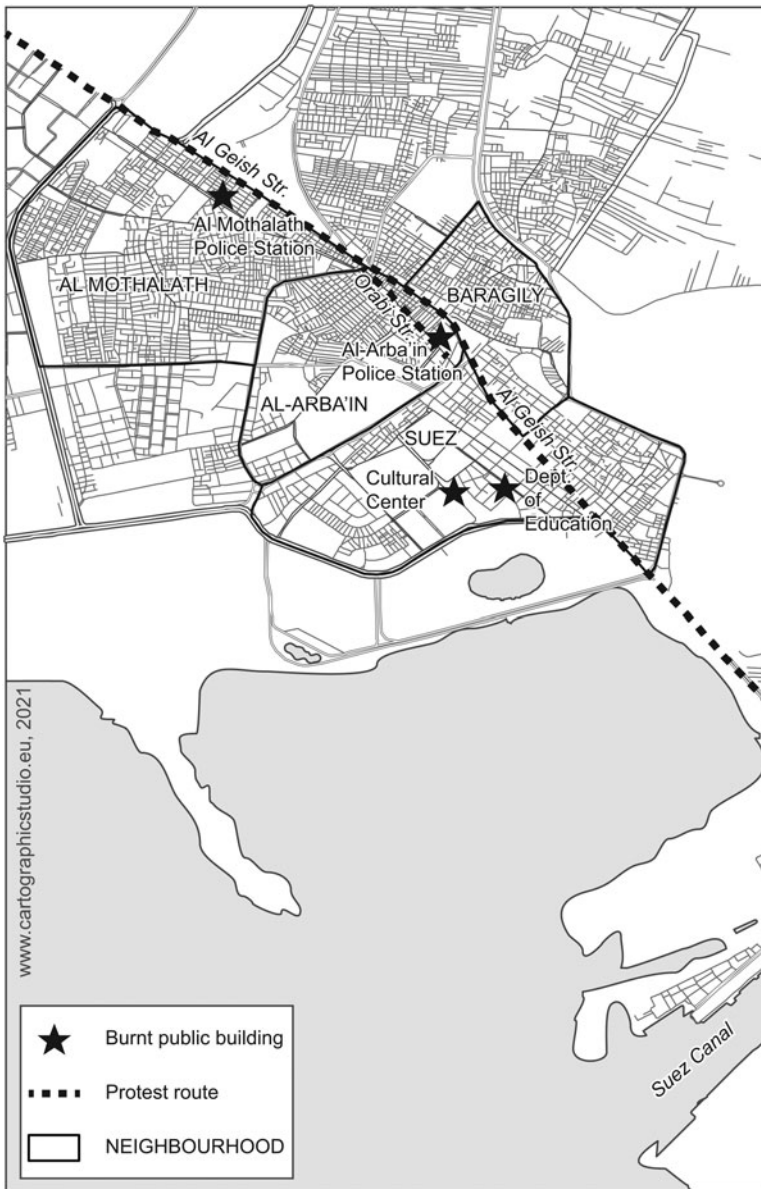 Al Geish Str.
Al Mothalath
Police Station
AL MOTHALATH
BARAGILY
Orabi Str.
Al-Arba'in
Police Station
AL-ARBA'IN
SUEZ
Al Geish Str.
Cultural
Center
Dept
of
Education
www.cartographicstudio.eu, 2021
Suez Canal
Burnt public building
Protest route
NEIGHBOURHOOD